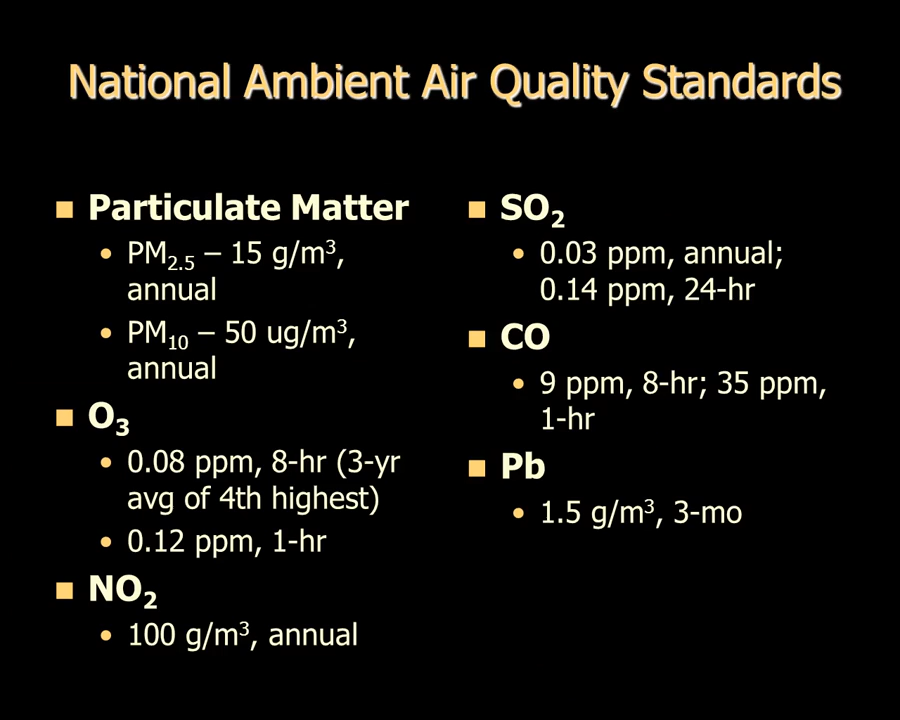 National Ambient Air Quality Standards
Particulate Matter
PM₂.₅ – 15 g/m³,
annual
PM₁₀ – 50 ug/m³,
annual
O₃
0.08 ppm, 8-hr (3-yr
avg of 4th highest)
0.12 ppm, 1-hr
NO₂
100 g/m³, annual
SO₂
0.03 ppm, annual;
0.14 ppm, 24-hr
CO
9 ppm, 8-hr; 35 ppm,
1-hr
Pb
1.5 g/m³, 3-mo